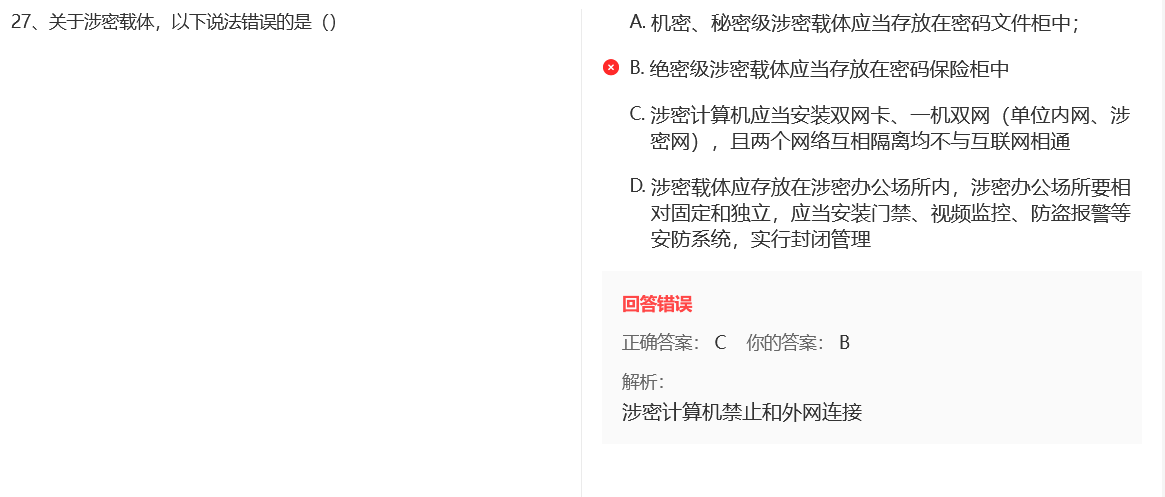 27、关于涉密载体，以下说法错误的是（）
A. 机密、秘密级涉密载体应当存放在密码文件柜中；
B. 绝密级涉密载体应当存放在密码保险柜中
C. 涉密计算机应当安装双网卡、一机双网（单位内网、涉
密网），且两个网络互相隔离均不与互联网相通
D. 涉密载体应存放在涉密办公场所内，涉密办公场所要相
对固定和独立，应当安装门禁、视频监控、防盗报警等
安防系统，实行封闭管理
回答错误
正确答案： C 你的答案： B
解析：
涉密计算机禁止和外网连接